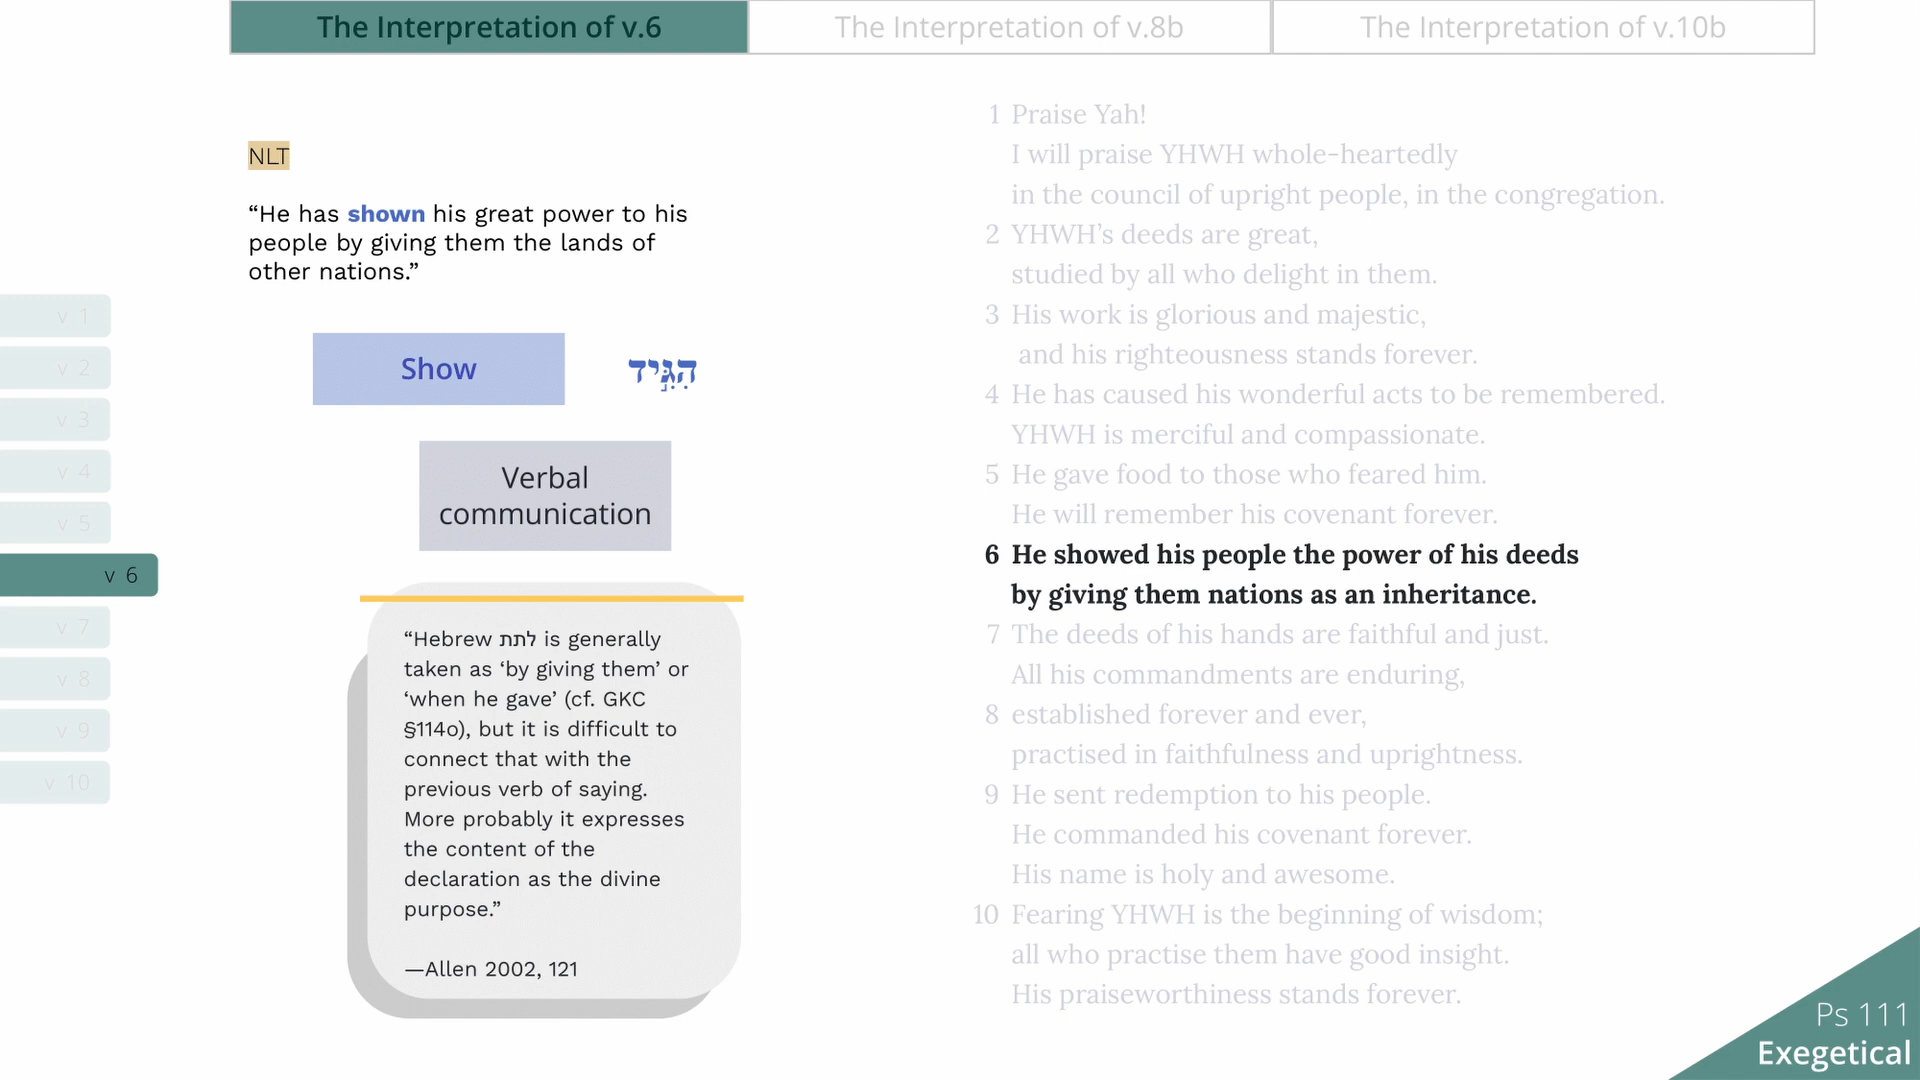 The Interpretation of v.6
The Interpretation of v.8b
The Interpretation of v.10b
NLT
“He has shown his great power to his
people by giving them the lands of
other nations.”
Show
הִגִּ֣יד
Verbal
communication
“Hebrew לתת is generally
taken as ‘by giving them’ or
‘when he gave’ (cf. GKC
§114o), but it is difficult to
connect that with the
previous verb of saying.
More probably it expresses
the content of the
declaration as the divine
purpose.”
—Allen 2002, 121
v 1
v 2
v 3
v 4
v 5
v 6
v 7
v 8
v 9
v 10
1 Praise Yah!
I will praise YHWH whole-heartedly
in the council of upright people, in the congregation.
2 YHWH’s deeds are great,
studied by all who delight in them.
3 His work is glorious and majestic,
and his righteousness stands forever.
4 He has caused his wonderful acts to be remembered.
YHWH is merciful and compassionate.
5 He gave food to those who feared him.
He will remember his covenant forever.
6 He showed his people the power of his deeds
by giving them nations as an inheritance.
7 The deeds of his hands are faithful and just.
All his commandments are enduring,
8 established forever and ever,
practised in faithfulness and uprightness.
9 He sent redemption to his people.
He commanded his covenant forever.
His name is holy and awesome.
10 Fearing YHWH is the beginning of wisdom;
all who practise them have good insight.
His praiseworthiness stands forever.
Ps 111
Exegetical